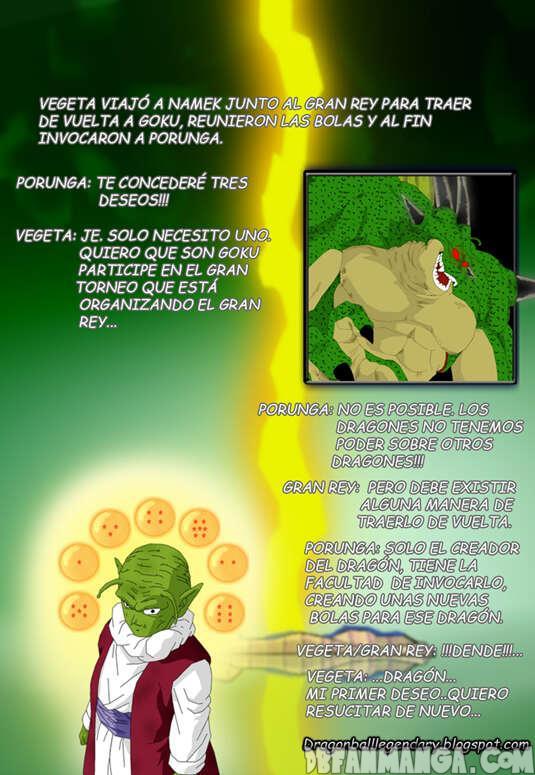 VEGETA VIAJÓ A NAMEK JUNTO AL GRAN REY PARA TRAER
DE VUELTA A GOKU, REUNIERON LAS BOLAS Y AL FIN
INVOCARON A PORUNGA.
PORUNGA: TE CONCEDERÉ TRES
DESEOS!!!
VEGETA: JE. SOLO NECESITO UNO.
QUIERO QUE SON GOKU
PARTICIPE EN EL GRAN
TORNEO QUE ESTÁ
ORGANIZANDO EL GRAN
REY...
PORUNGA: NO ES POSIBLE. LOS
DRAGONES NO TENEMOS
PODER SOBRE OTROS
DRAGONES!!!
GRAN REY: PERO DEBE EXISTIR
ALGUNA MANERA DE
TRAERLO DE VUELTA.
PORUNGA: SOLO EL CREADOR
DEL DRAGÓN, TIENE LA
FACULTAD DE INVOCARLO,
CREANDO UNAS NUEVAS
BOLAS PARA ESE DRAGÓN.
VEGETA/GRAN REY: !!!DENDE!!!...
VEGETA: ...DRAGÓN...
MI PRIMER DESEO..QUIERO
RESUCITAR DE NUEVO...
Dragonballlegendary.blogspot.com
DBFANMANGA.COM